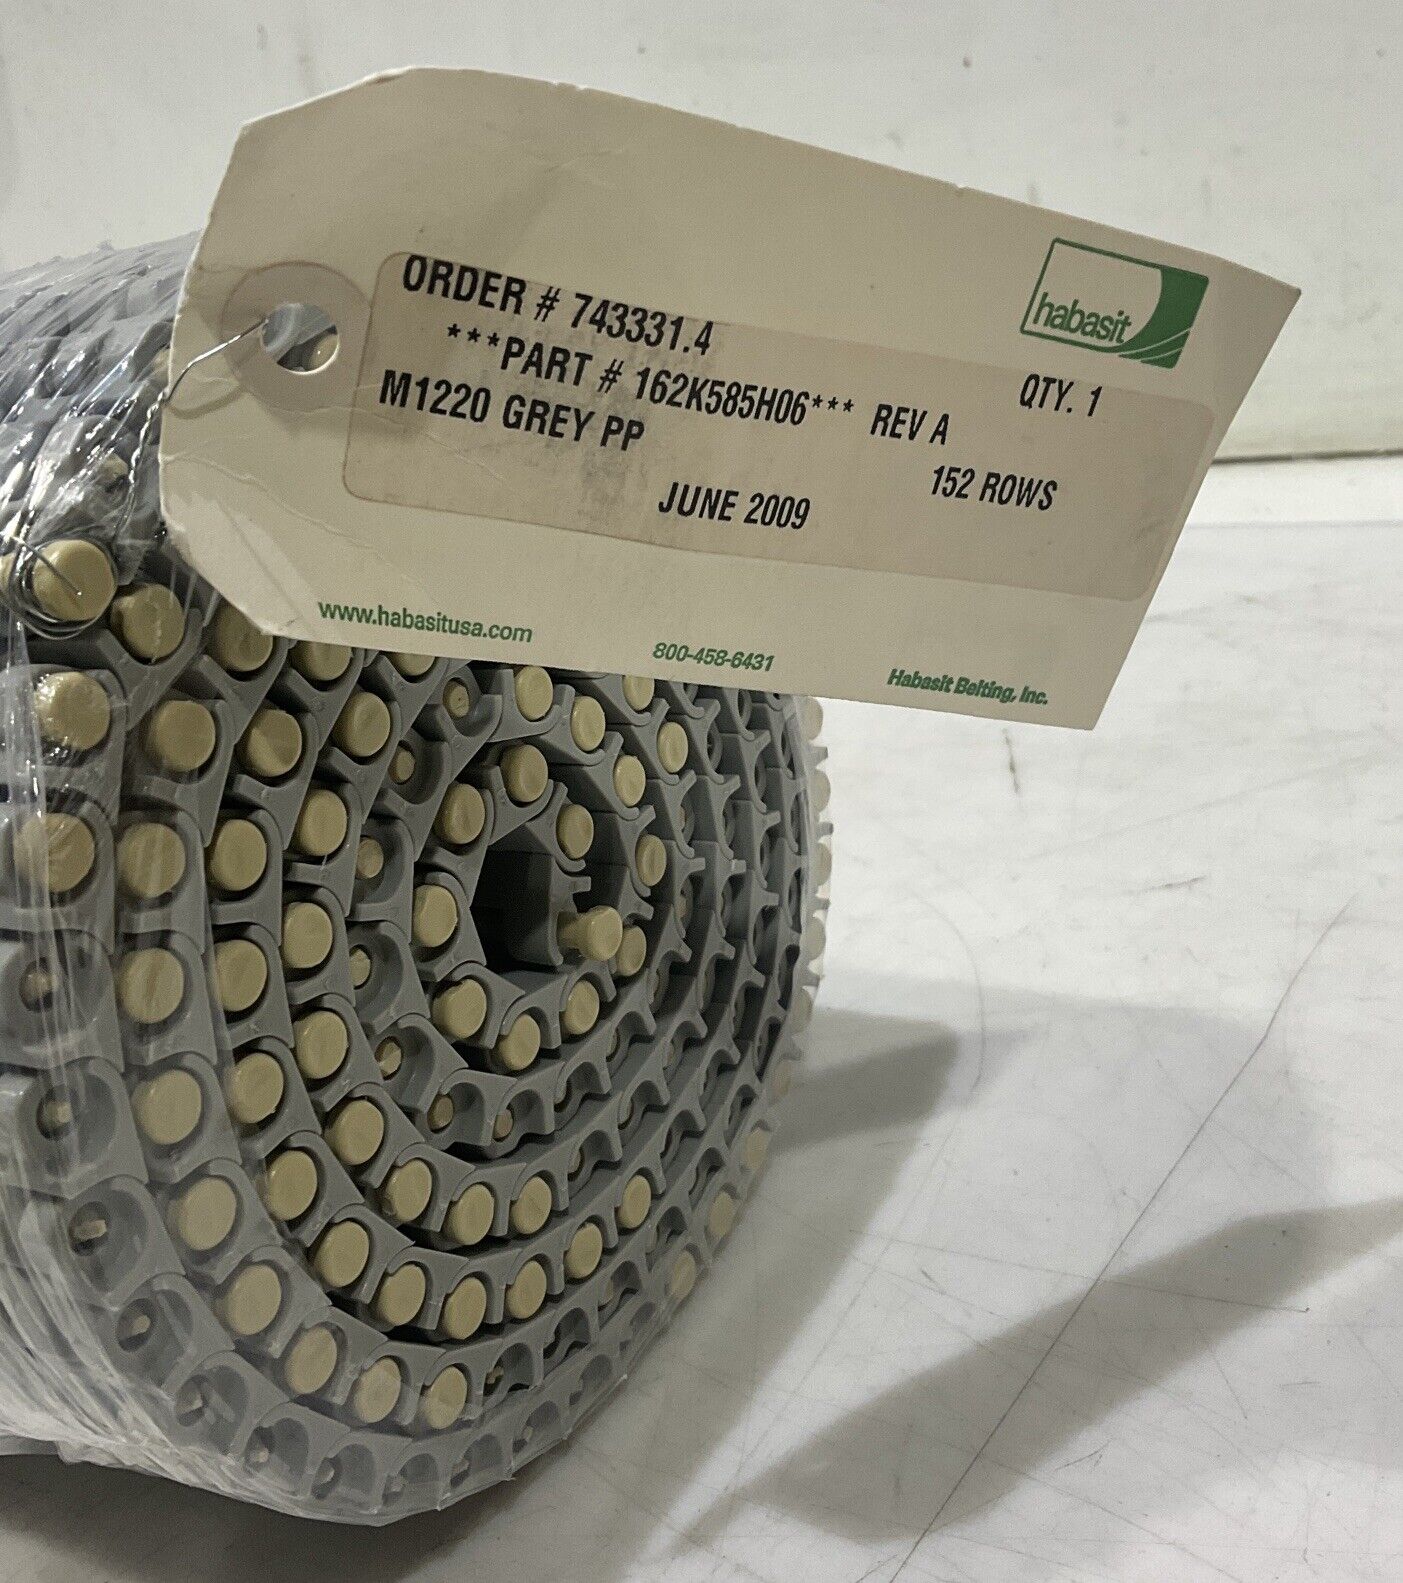 habasit
ORDER # 743331.4
QTY. 1
***PART # 162K585H06*** REV A
M1220 GREY PP
152 ROWS
JUNE 2009
www.habasitusa.com
800-458-6431
Habasit Belting, Inc.